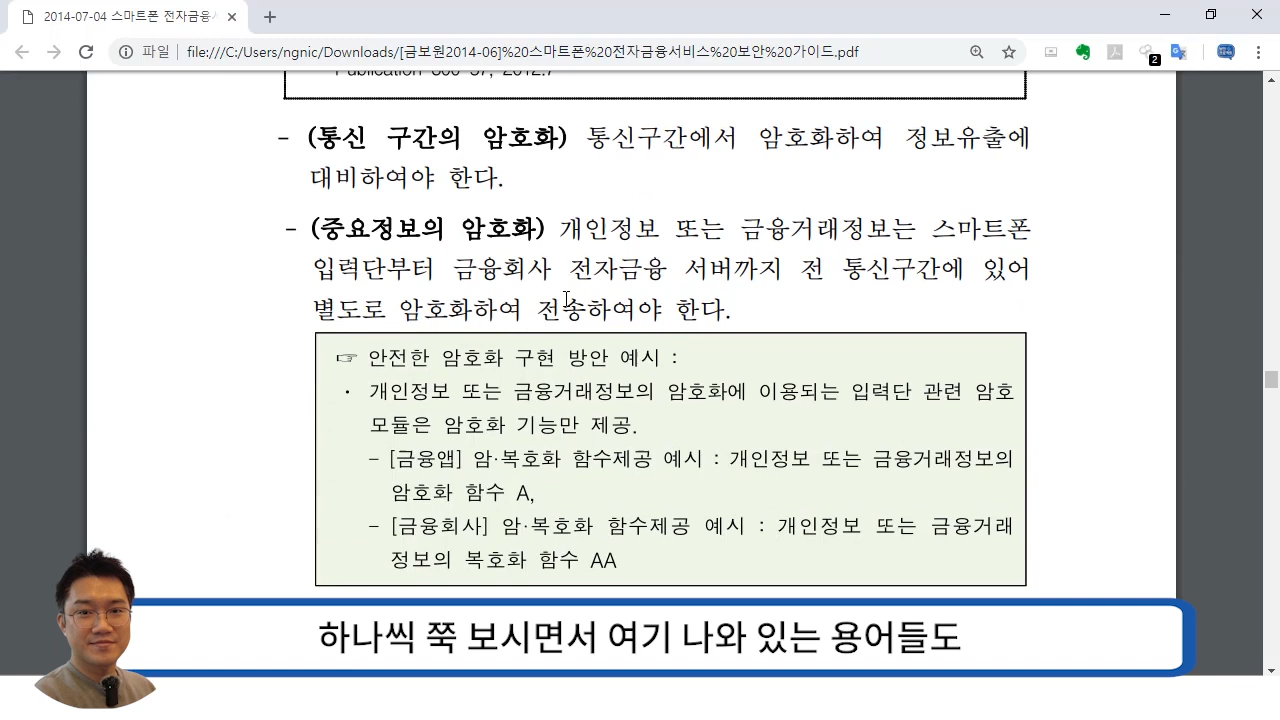 2014-07-04 스마트폰 전자금융서
파일
file:///C:/Users/ngnic/Downloads/[금보원2014-06]%20스마트폰%20전자금융서비스%20보안%20가이드.pdf
2
Publication 800-57, 2012.7
- (통신 구간의 암호화) 통신구간에서 암호화하여 정보유출에
대비하여야 한다.
- (중요정보의 암호화) 개인정보 또는 금융거래정보는 스마트폰
입력단부터 금융회사 전자금융 서버까지 전 통신구간에 있어
별도로 암호화하여 전송하여야 한다.
☞ 안전한 암호화 구현 방안 예시 :
· 개인정보 또는 금융거래정보의 암호화에 이용되는 입력단 관련 암호
모듈은 암호화 기능만 제공.
- [금융앱] 암·복호화 함수제공 예시 : 개인정보 또는 금융거래정보의
암호화 함수 A,
- [금융회사] 암·복호화 함수제공 예시 : 개인정보 또는 금융거래
정보의 복호화 함수 AA
하나씩 쭉 보시면서 여기 나와 있는 용어들도